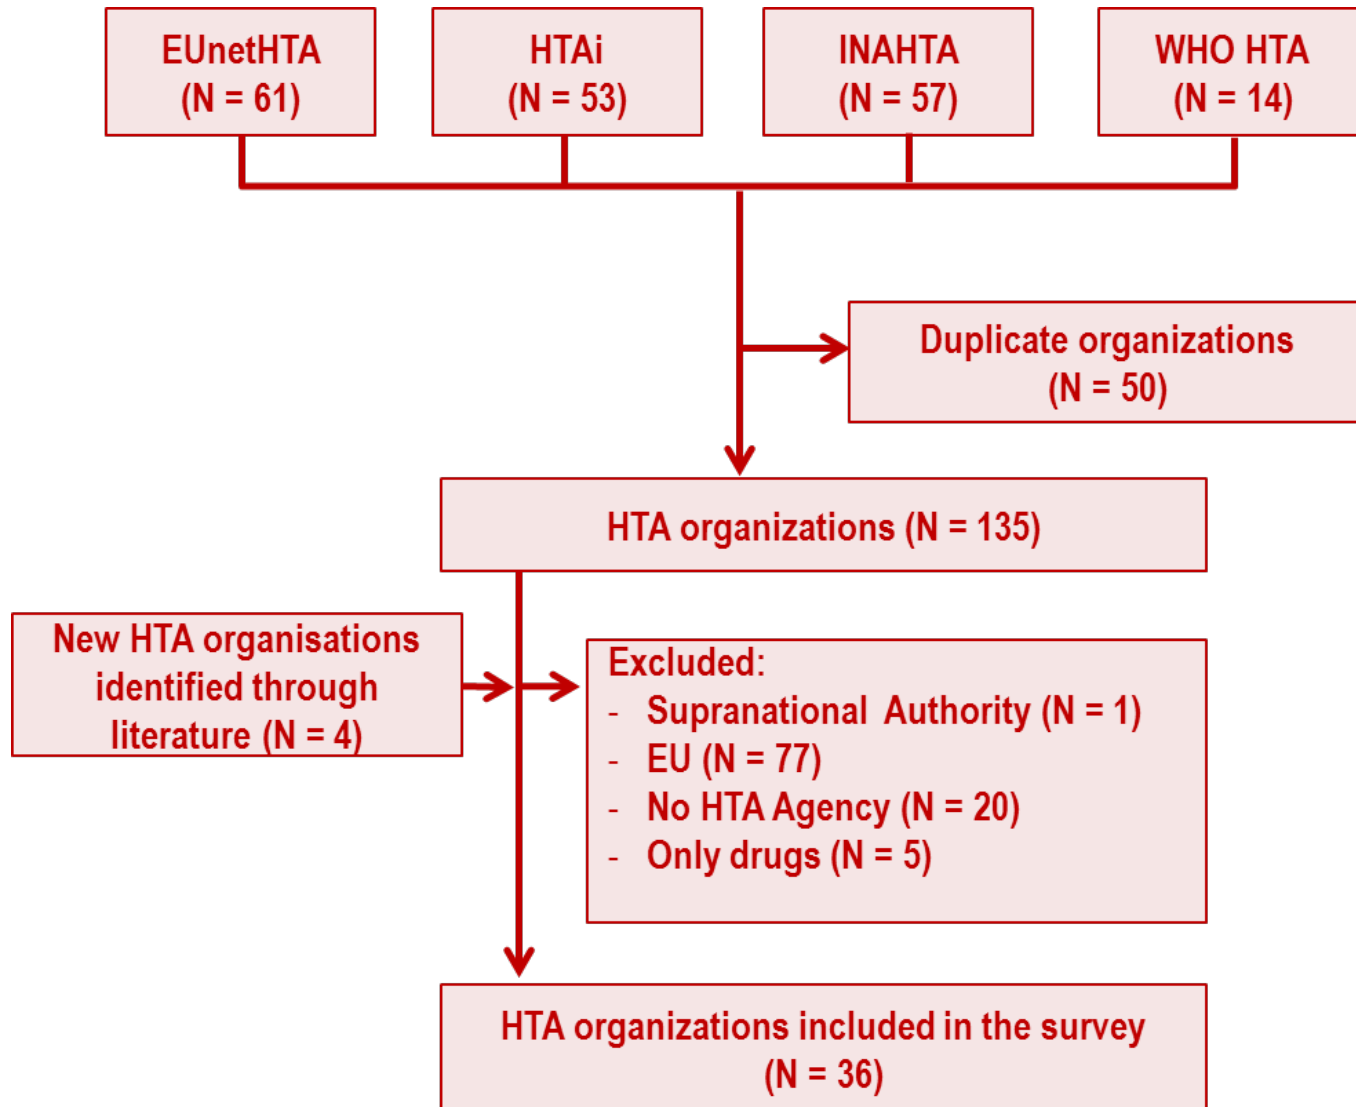 EUnetHTA
(N = 61)
HTAi
(N = 53)
INAHTA
(N = 57)
WHO HTA
(N = 14)
Duplicate organizations
(N = 50)
HTA organizations (N = 135)
New HTA organisations
identified through
literature (N = 4)
Excluded:
- Supranational Authority (N = 1)
- EU (N = 77)
- No HTA Agency (N = 20)
- Only drugs (N = 5)
HTA organizations included in the survey
(N = 36)